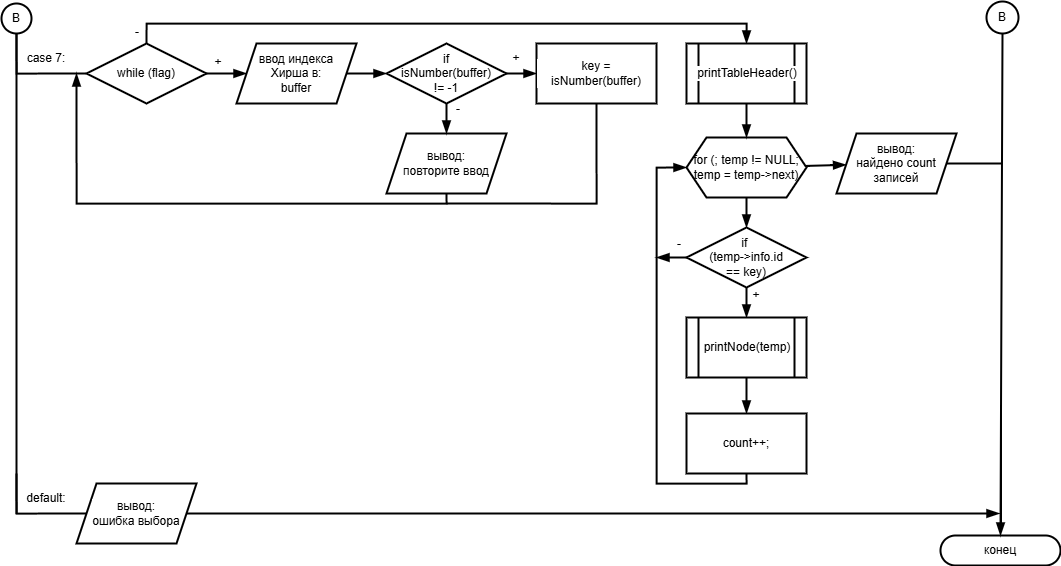 B
B
-
case 7:
while (flag)
+
ввод индекса
Хирша в:
buffer
if
isNumber(buffer)
!= -1
+
key =
isNumber(buffer)
printTableHeader()
-
вывод:
повторите ввод
for (; temp != NULL;
temp = temp->next)
вывод:
найдено count
записей
-
if
(temp->info.id
== key)
+
printNode(temp)
count++;
default:
вывод:
ошибка выбора
конец